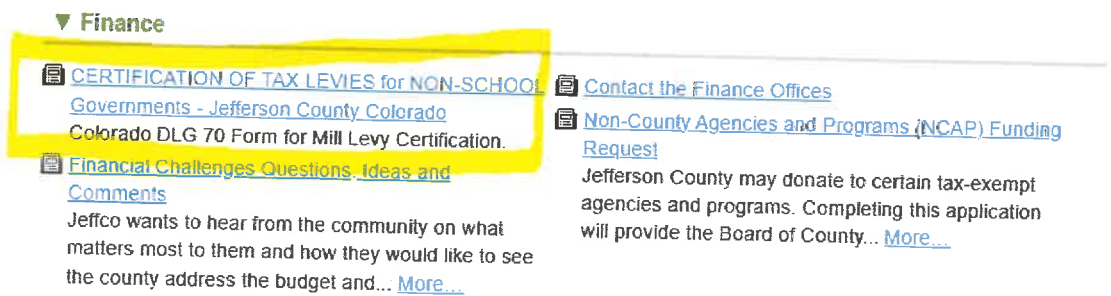 ▼ Finance
CERTIFICATION OF TAX LEVIES for NON-SCHOOL
Governments - Jefferson County Colorado
Colorado DLG 70 Form for Mill Levy Certification.
Financial Challenges Questions, Ideas and
Comments
Jeffco wants to hear from the community on what
matters most to them and how they would like to see
the county address the budget and... More...
Contact the Finance Offices
Non-County Agencies and Programs (NCAP) Funding
Request
Jefferson County may donate to certain tax-exempt
agencies and programs. Completing this application
will provide the Board of County... More...